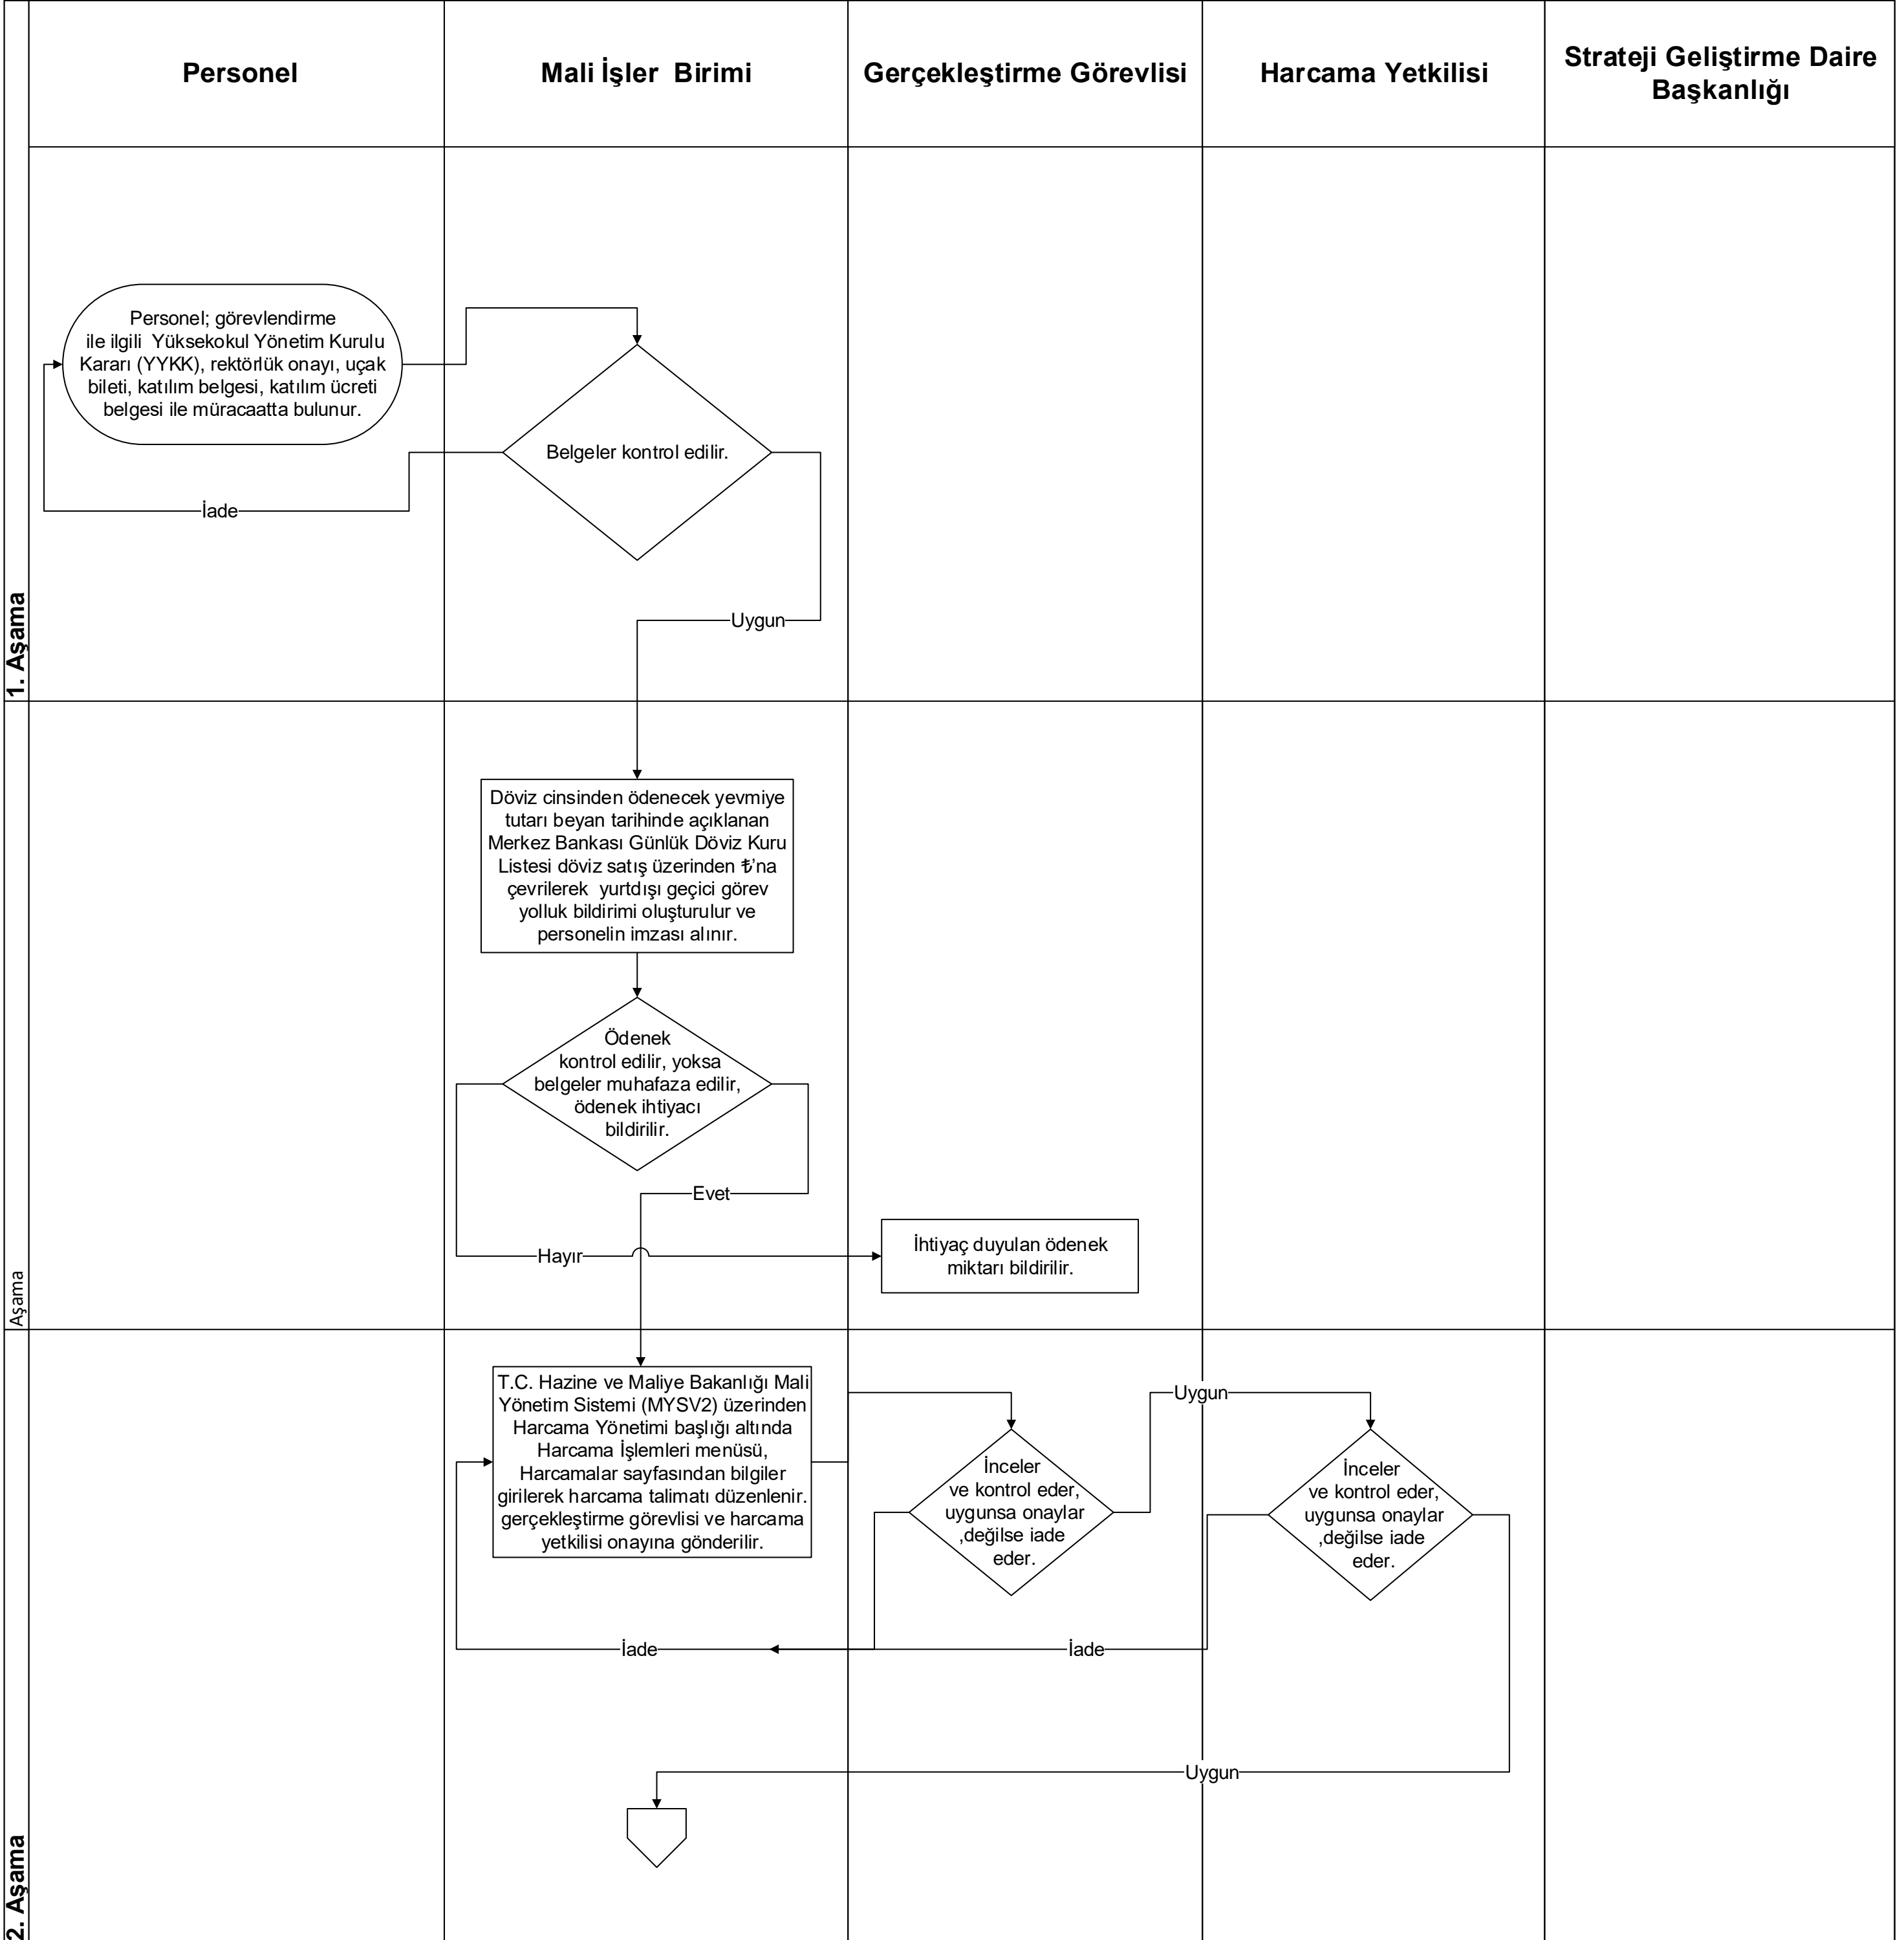 Personel
Mali İşler  Birimi
Gerçekleştirme Görevlisi
Harcama Yetkilisi
Strateji Geliştirme Daire
Başkanlığı
1. Aşama
Personel; görevlendirme
ile ilgili  Yüksekokul Yönetim Kurulu
Kararı (YYKK), rektörlük onayı, uçak
bileti, katılım belgesi, katılım ücreti
belgesi ile müracaatta bulunur.
Belgeler kontrol edilir.
İade
Uygun
Aşama
Döviz cinsinden ödenecek yevmiye
tutarı beyan tarihinde açıklanan
Merkez Bankası Günlük Döviz Kuru
Listesi döviz satış üzerinden ₺’na
çevrilerek  yurtdışı geçici görev
yolluk bildirimi oluşturulur ve
personelin imzası alınır.
Ödenek
kontrol edilir, yoksa
belgeler muhafaza edilir,
ödenek ihtiyacı
bildirilir.
Evet
Hayır
İhtiyaç duyulan ödenek
miktarı bildirilir.
2. Aşama
T.C. Hazine ve Maliye Bakanlığı Mali
Yönetim Sistemi (MYSV2) üzerinden
Harcama Yönetimi başlığı altında
Harcama İşlemleri menüsü,
Harcamalar sayfasından bilgiler
girilerek harcama talimatı düzenlenir.
gerçekleştirme görevlisi ve harcama
yetkilisi onayına gönderilir.
İnceler
ve kontrol eder,
uygunsa onaylar
,değilse iade
eder.
Uygun
İnceler
ve kontrol eder,
uygunsa onaylar
,değilse iade
eder.
İade
İade
Uygun